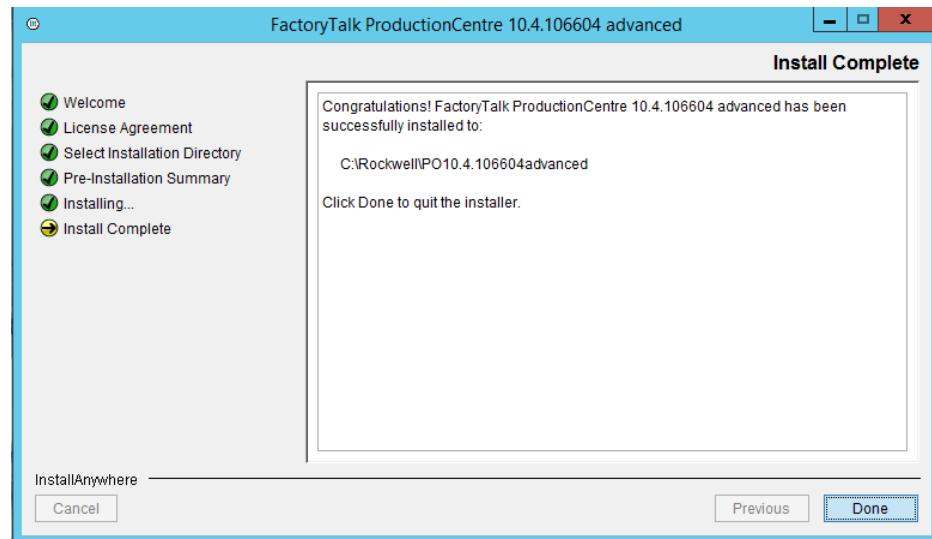 FactoryTalk ProductionCentre 10.4.106604 advanced
Install Complete
Welcome
License Agreement
Select Installation Directory
Pre-Installation Summary
Installing...
Install Complete
Congratulations! FactoryTalk ProductionCentre 10.4.106604 advanced has been
successfully installed to:
C:\Rockwell\PO10.4.106604advanced
Click Done to quit the installer.
InstallAnywhere
Cancel
Previous
Done